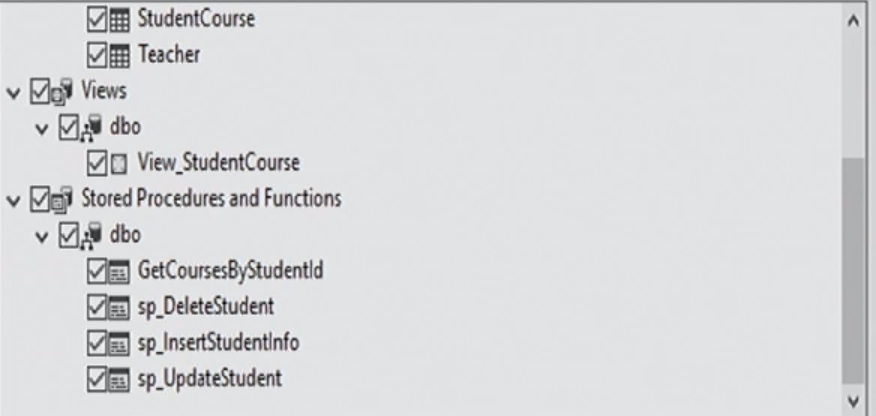 StudentCourse
Teacher
Views
dbo
View_StudentCourse
Stored Procedures and Functions
dbo
GetCoursesByStudentId
sp_DeleteStudent
sp_InsertStudentInfo
sp_UpdateStudent